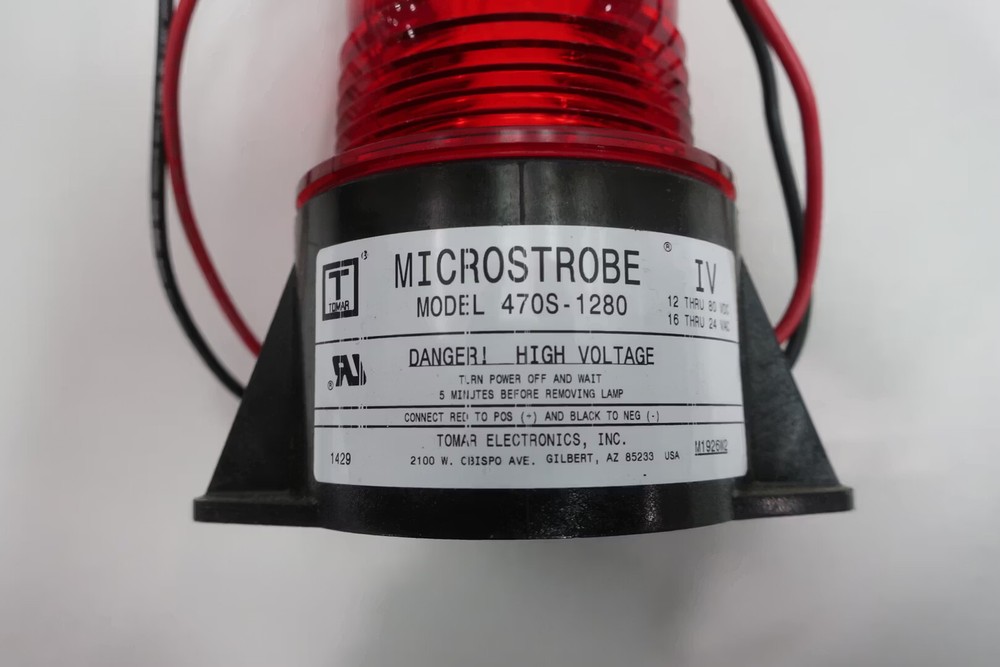 T
TOMAR
®
MICROSTROBE ® IV
MODEL 470S-1280
12 THRU 80 VDC
16 THRU 24 VAC
®
DANGER! HIGH VOLTAGE
TURN POWER OFF AND WAIT
5 MINUTES BEFORE REMOVING LAMP
CONNECT RED TO POS (+) AND BLACK TO NEG (-)
TOMAR ELECTRONICS, INC.
1429 2100 W. OBISPO AVE. GILBERT, AZ 85233 USA